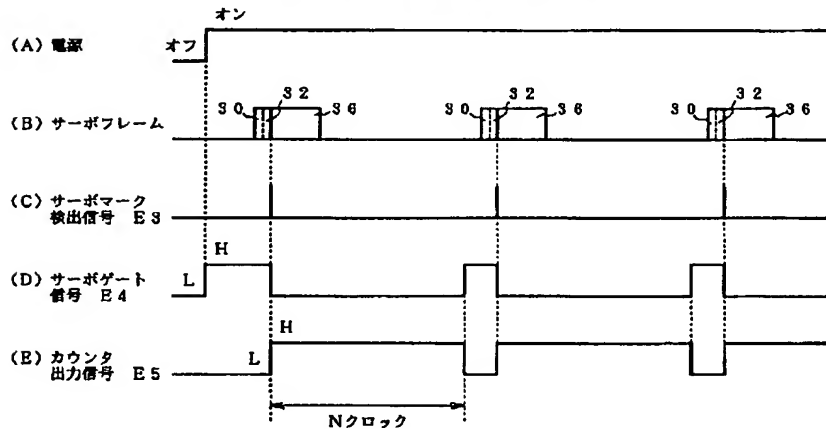 オン
(A) 電源 オフ
30 32 36 30 32 36 30 32 36
(B) サーボフレーム
(C) サーボマーク
検出信号 E3
H
(D) サーボゲート L
信号 E4
H
(E) カウンタ L
出力信号 E5
Nクロック